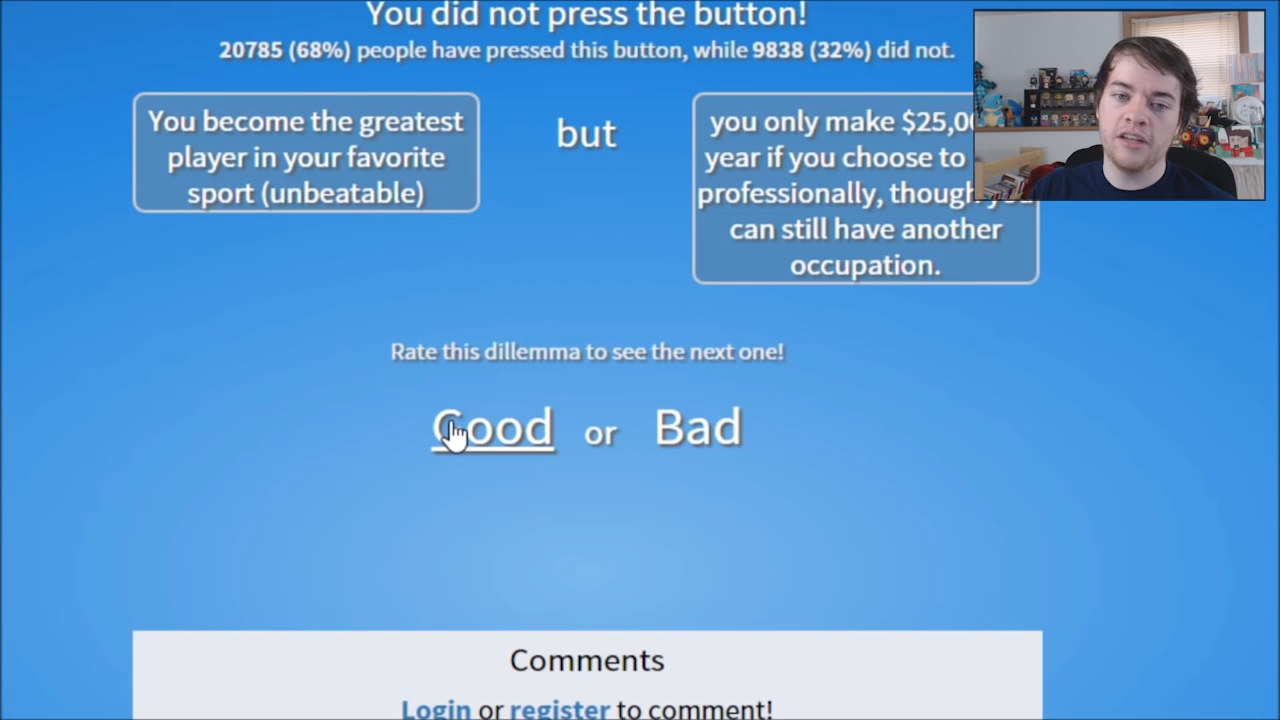 You did not press the button!
20785 (68%) people have pressed this button, while 9838 (32%) did not.
You become the greatest
player in your favorite
sport (unbeatable)
but
you only make $25,0
year if you choose to
professionally, though
can still have another
occupation.
Rate this dillemma to see the next one!
Good or Bad
Comments
Login or register to comment!